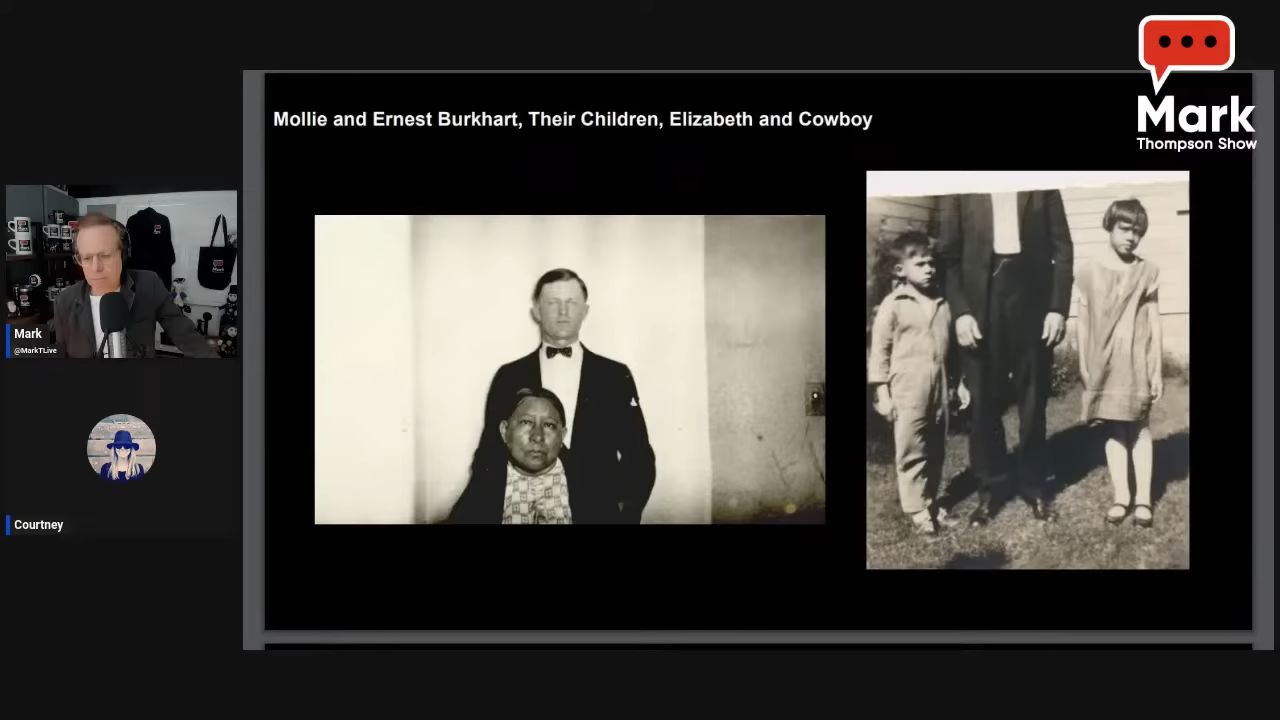 Mark
Thompson Show
Mollie and Ernest Burkhart, Their Children, Elizabeth and Cowboy
Mark
@MarkTLive
Courtney